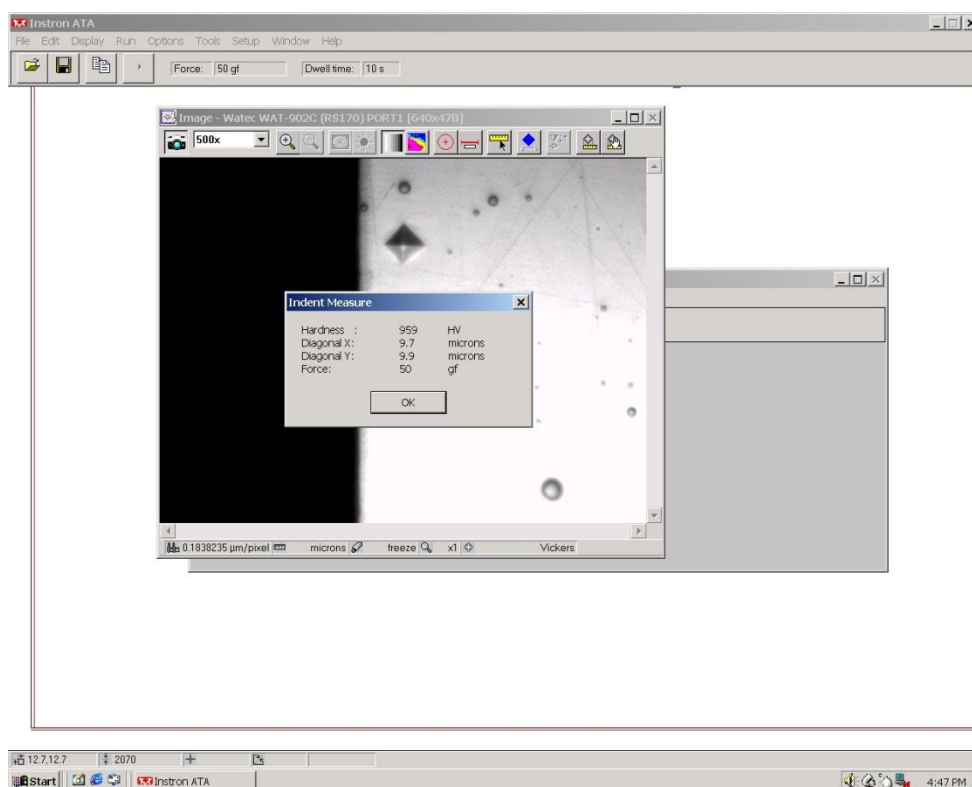 Instron ATA
File Edit Display Run Options Tools Setup Window Help
Force: 50 gf Dwell time: 10 s
Image - Watec WAT-902C (RS170) PORT1 [640x478]
500x
Indent Measure
Hardness : 959 HV
Diagonal X: 9.7 microns
Diagonal Y: 9.9 microns
Force: 50 gf
OK
0.1838235 µm/pixel microns freeze x1 Vickers
12.7,12.7 2070
Start Instron ATA 4:47 PM